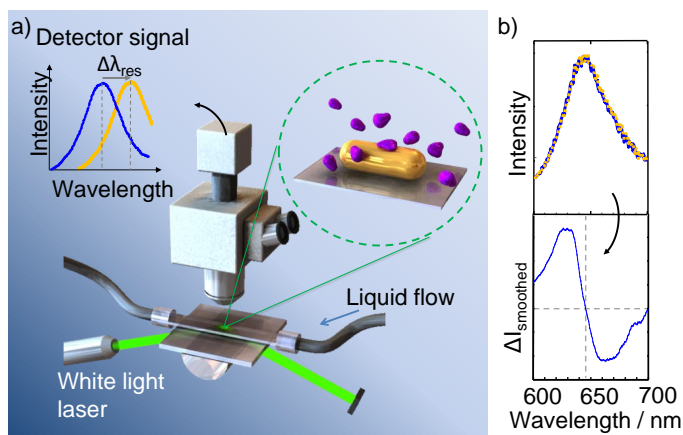 a)
Detector signal
Δλres
Intensity
Wavelength
Liquid flow
White light
laser
b)
Intensity
ΔIsmoothed
600
650
700
Wavelength / nm